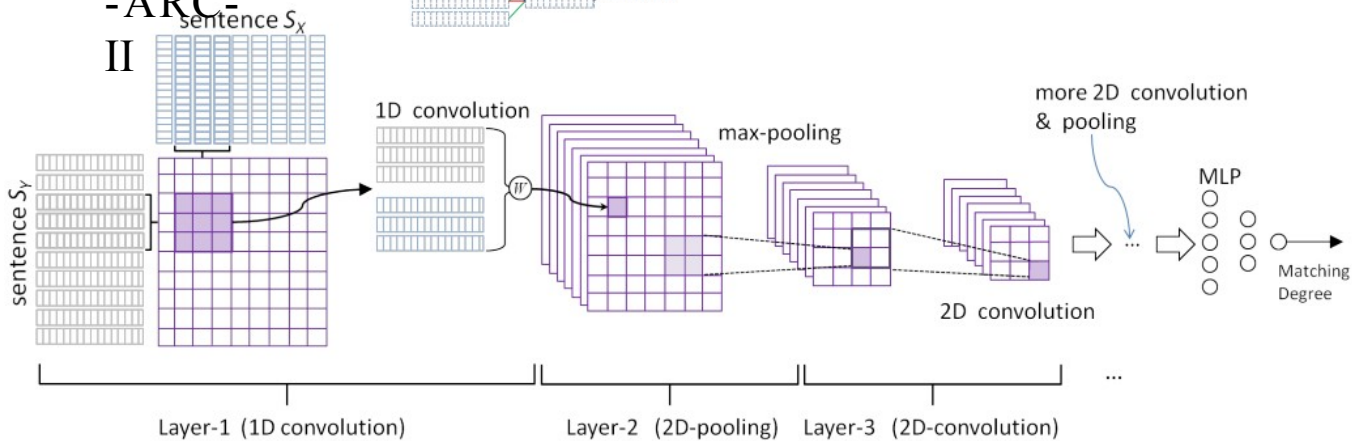 -ARC-
II
sentence S_X
sentence S_Y
1D convolution
W
max-pooling
2D convolution
more 2D convolution
& pooling
...
MLP
Matching
Degree
Layer-1 (1D convolution)
Layer-2 (2D-pooling)
Layer-3 (2D-convolution)
...